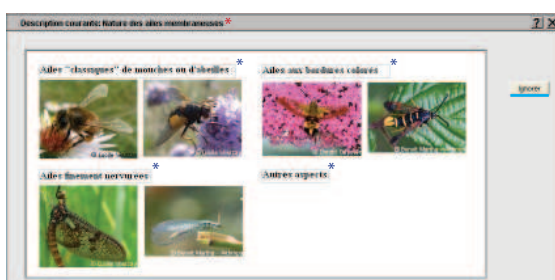 Description courante: Nature des ailes membraneuses *
? X
Ailes "classiques" de mouches ou d'abeilles *
Ailes aux bordures colorés *
Ignorer
Ailes finement nervurées *
Autres aspects *